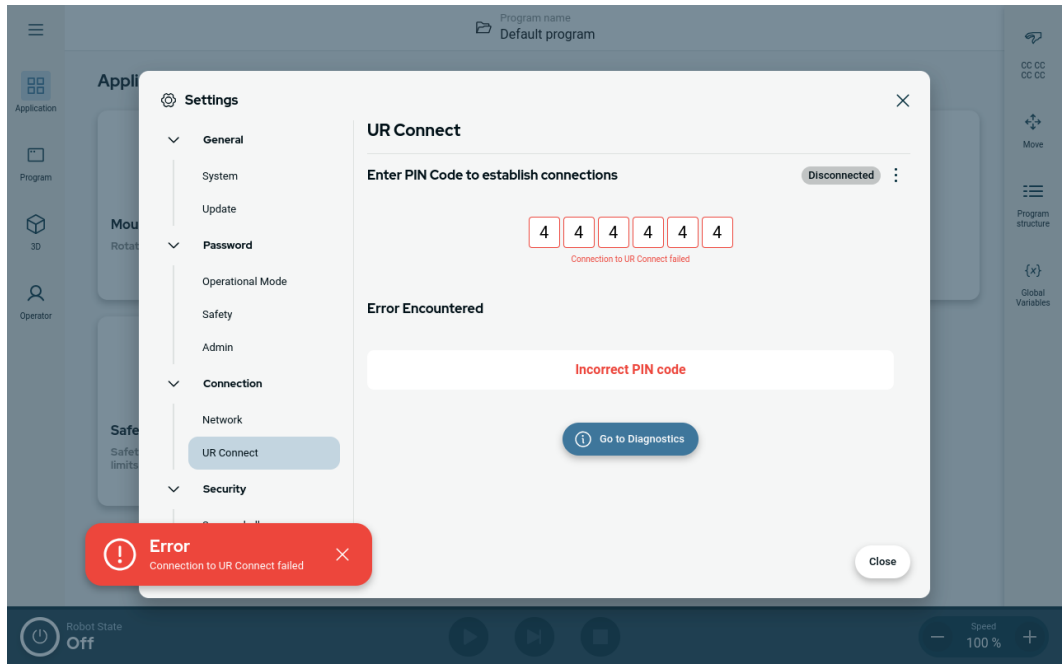 Program name
Default program
Application
Program
3D
Operator
Appli
Mou
Rotat
Safe
Safet
limits
Settings
General
System
Update
Password
Operational Mode
Safety
Admin
Connection
Network
UR Connect
Security
UR Connect
Enter PIN Code to establish connections
Disconnected
4 4 4 4 4 4
Connection to UR Connect failed
Error Encountered
Incorrect PIN code
Go to Diagnostics
Close
Error
Connection to UR Connect failed
CC CC
CC CC
Move
Program
structure
{x}
Global
Variables
Robot State
Off
Speed
100 %